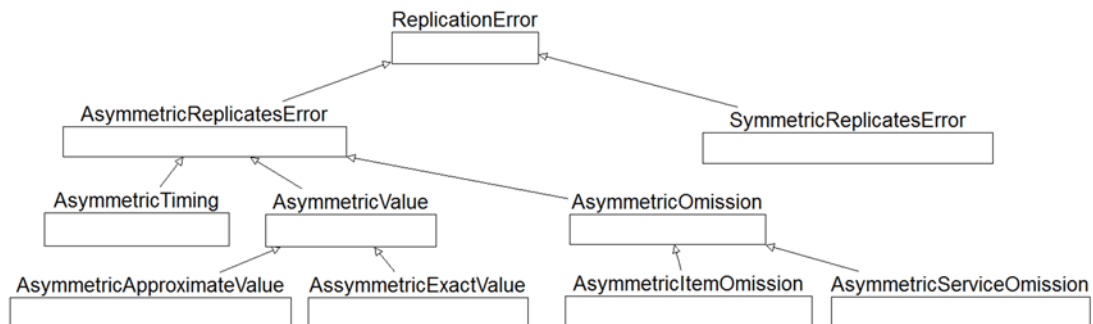 ReplicationError
AsymmetricReplicatesError
SymmetricReplicatesError
AsymmetricTiming
AsymmetricValue
AsymmetricOmission
AsymmetricApproximateValue
AssymmetricExactValue
AsymmetricItemOmission
AsymmetricServiceOmission